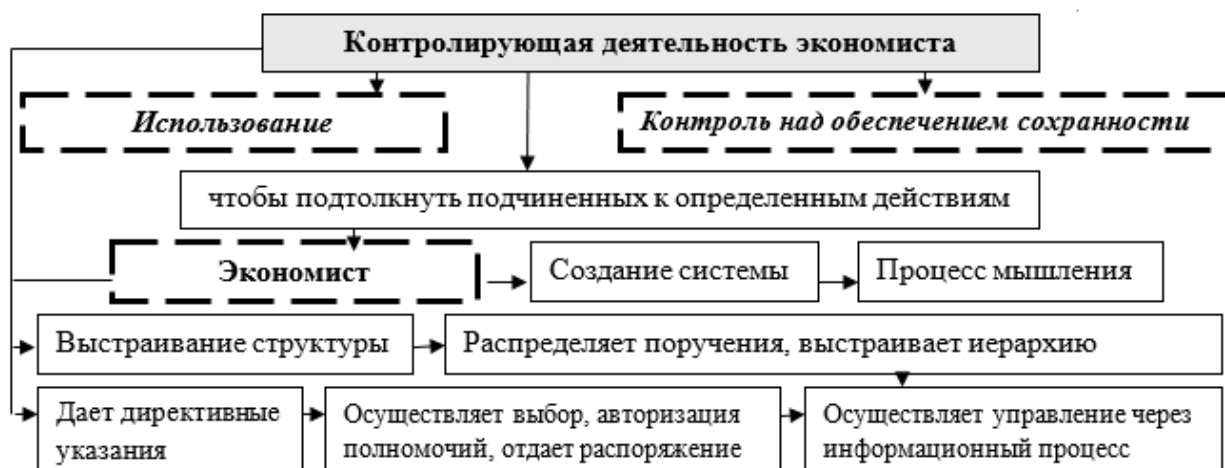 Контролирующая деятельность экономиста
Использование
Контроль над обеспечением сохранности
чтобы подтолкнуть подчиненных к определенным действиям
Экономист
Создание системы
Процесс мышления
Выстраивание структуры
Распределяет поручения, выстраивает иерархию
Дает директивные
указания
Осуществляет выбор, авторизация
полномочий, отдает распоряжение
Осуществляет управление через
информационный процесс